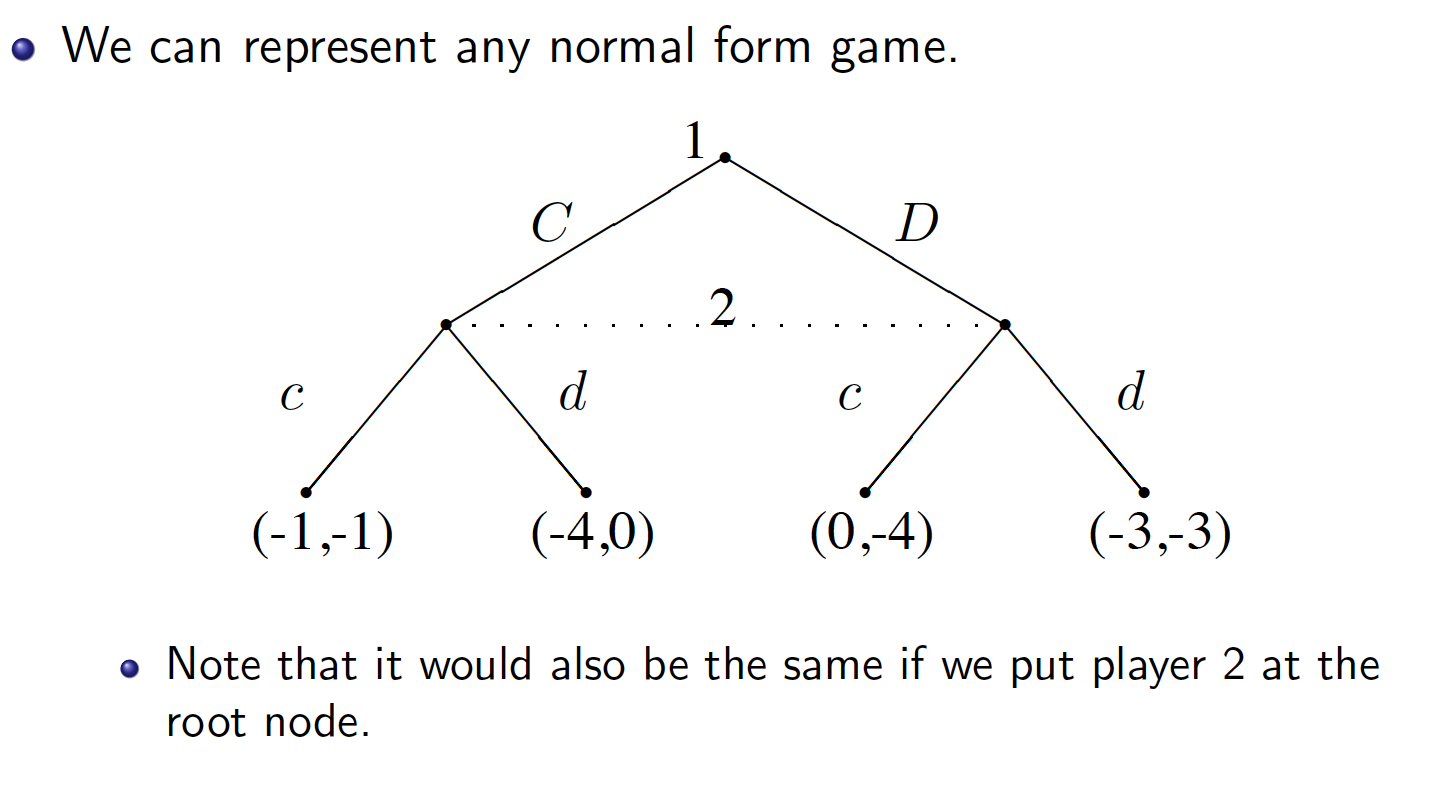 We can represent any normal form game.
1
C D
2
c d c d
(-1,-1) (-4,0) (0,-4) (-3,-3)
Note that it would also be the same if we put player 2 at the
root node.